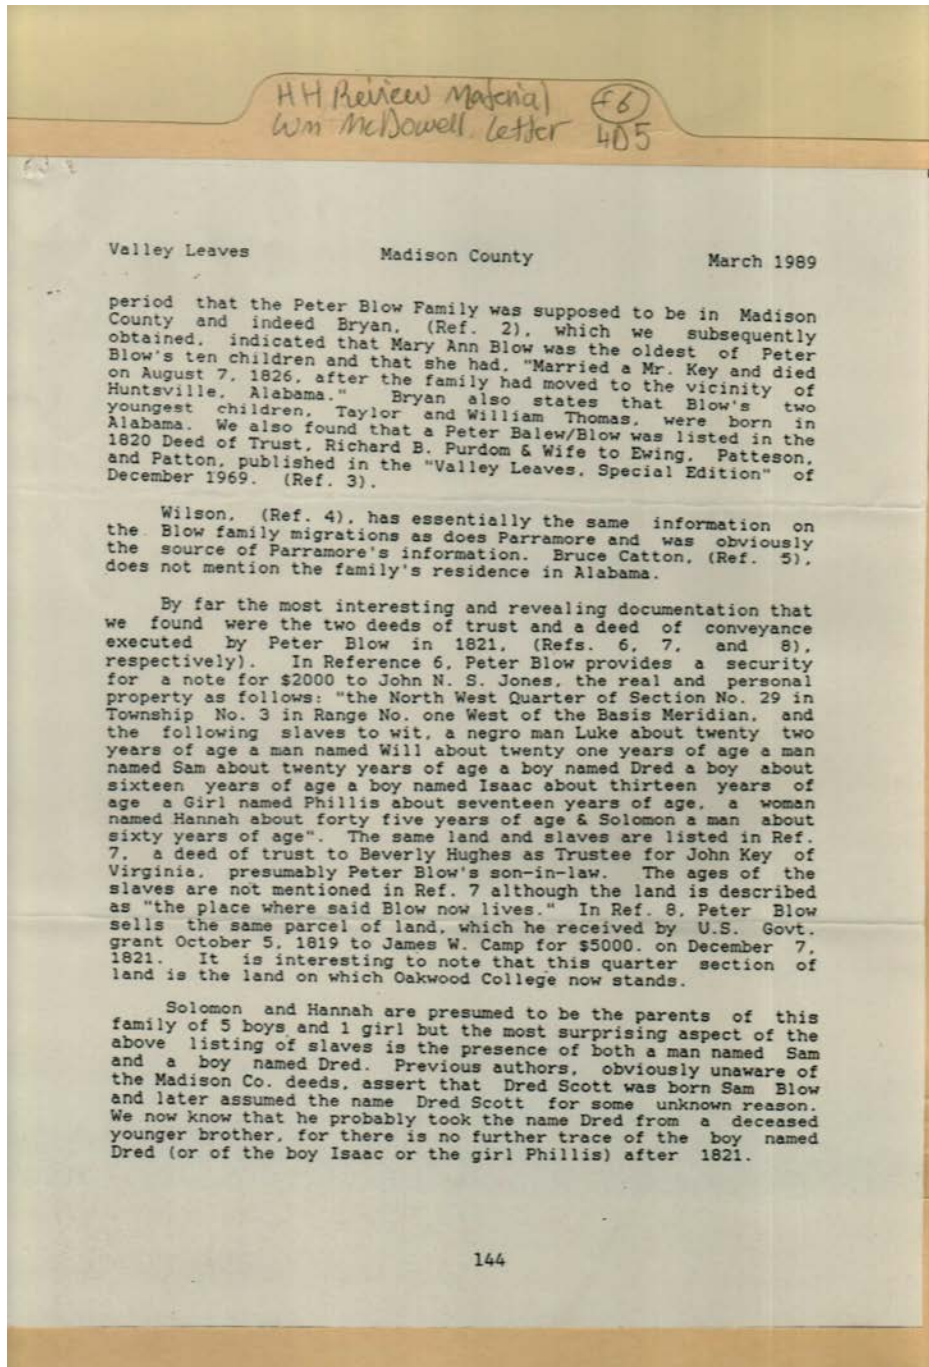 HH Review Material f6
Wm McDowell Letter 4D5
Valley Leaves Madison County March 1989
period that the Peter Blow Family was supposed to be in Madison
County and indeed Bryan, (Ref. 2), which we subsequently
obtained, indicated that Mary Ann Blow was the oldest of Peter
Blow's ten children and that she had, "Married a Mr. Key and died
on August 7, 1826, after the family had moved to the vicinity of
Huntsville, Alabama." Bryan also states that Blow's two
youngest children, Taylor and William Thomas, were born in
Alabama. We also found that a Peter Balew/Blow was listed in the
1820 Deed of Trust, Richard B. Purdom & Wife to Ewing, Patteson,
and Patton, published in the "Valley Leaves, Special Edition" of
December 1969. (Ref. 3).
Wilson, (Ref. 4), has essentially the same information on
the Blow family migrations as does Parramore and was obviously
the source of Parramore's information. Bruce Catton, (Ref. 5),
does not mention the family's residence in Alabama.
By far the most interesting and revealing documentation that
we found were the two deeds of trust and a deed of conveyance
executed by Peter Blow in 1821, (Refs. 6, 7, and 8),
respectively). In Reference 6, Peter Blow provides a security
for a note for $2000 to John N. S. Jones, the real and personal
property as follows: "the North West Quarter of Section No. 29 in
Township No. 3 in Range No. one West of the Basis Meridian, and
the following slaves to wit, a negro man Luke about twenty two
years of age a man named Will about twenty one years of age a man
named Sam about twenty years of age a boy named Dred a boy about
sixteen years of age a boy named Isaac about thirteen years of
age a Girl named Phillis about seventeen years of age, a woman
named Hannah about forty five years of age & Solomon a man about
sixty years of age". The same land and slaves are listed in Ref.
7, a deed of trust to Beverly Hughes as Trustee for John Key of
Virginia, presumably Peter Blow's son-in-law. The ages of the
slaves are not mentioned in Ref. 7 although the land is described
as "the place where said Blow now lives." In Ref. 8, Peter Blow
sells the same parcel of land, which he received by U.S. Govt.
grant October 5, 1819 to James W. Camp for $5000. on December 7,
1821. It is interesting to note that this quarter section of
land is the land on which Oakwood College now stands.
Solomon and Hannah are presumed to be the parents of this
family of 5 boys and 1 girl but the most surprising aspect of the
above listing of slaves is the presence of both a man named Sam
and a boy named Dred. Previous authors, obviously unaware of
the Madison Co. deeds, assert that Dred Scott was born Sam Blow
and later assumed the name Dred Scott for some unknown reason.
We now know that he probably took the name Dred from a deceased
younger brother, for there is no further trace of the boy named
Dred (or of the boy Isaac or the girl Phillis) after 1821.
144